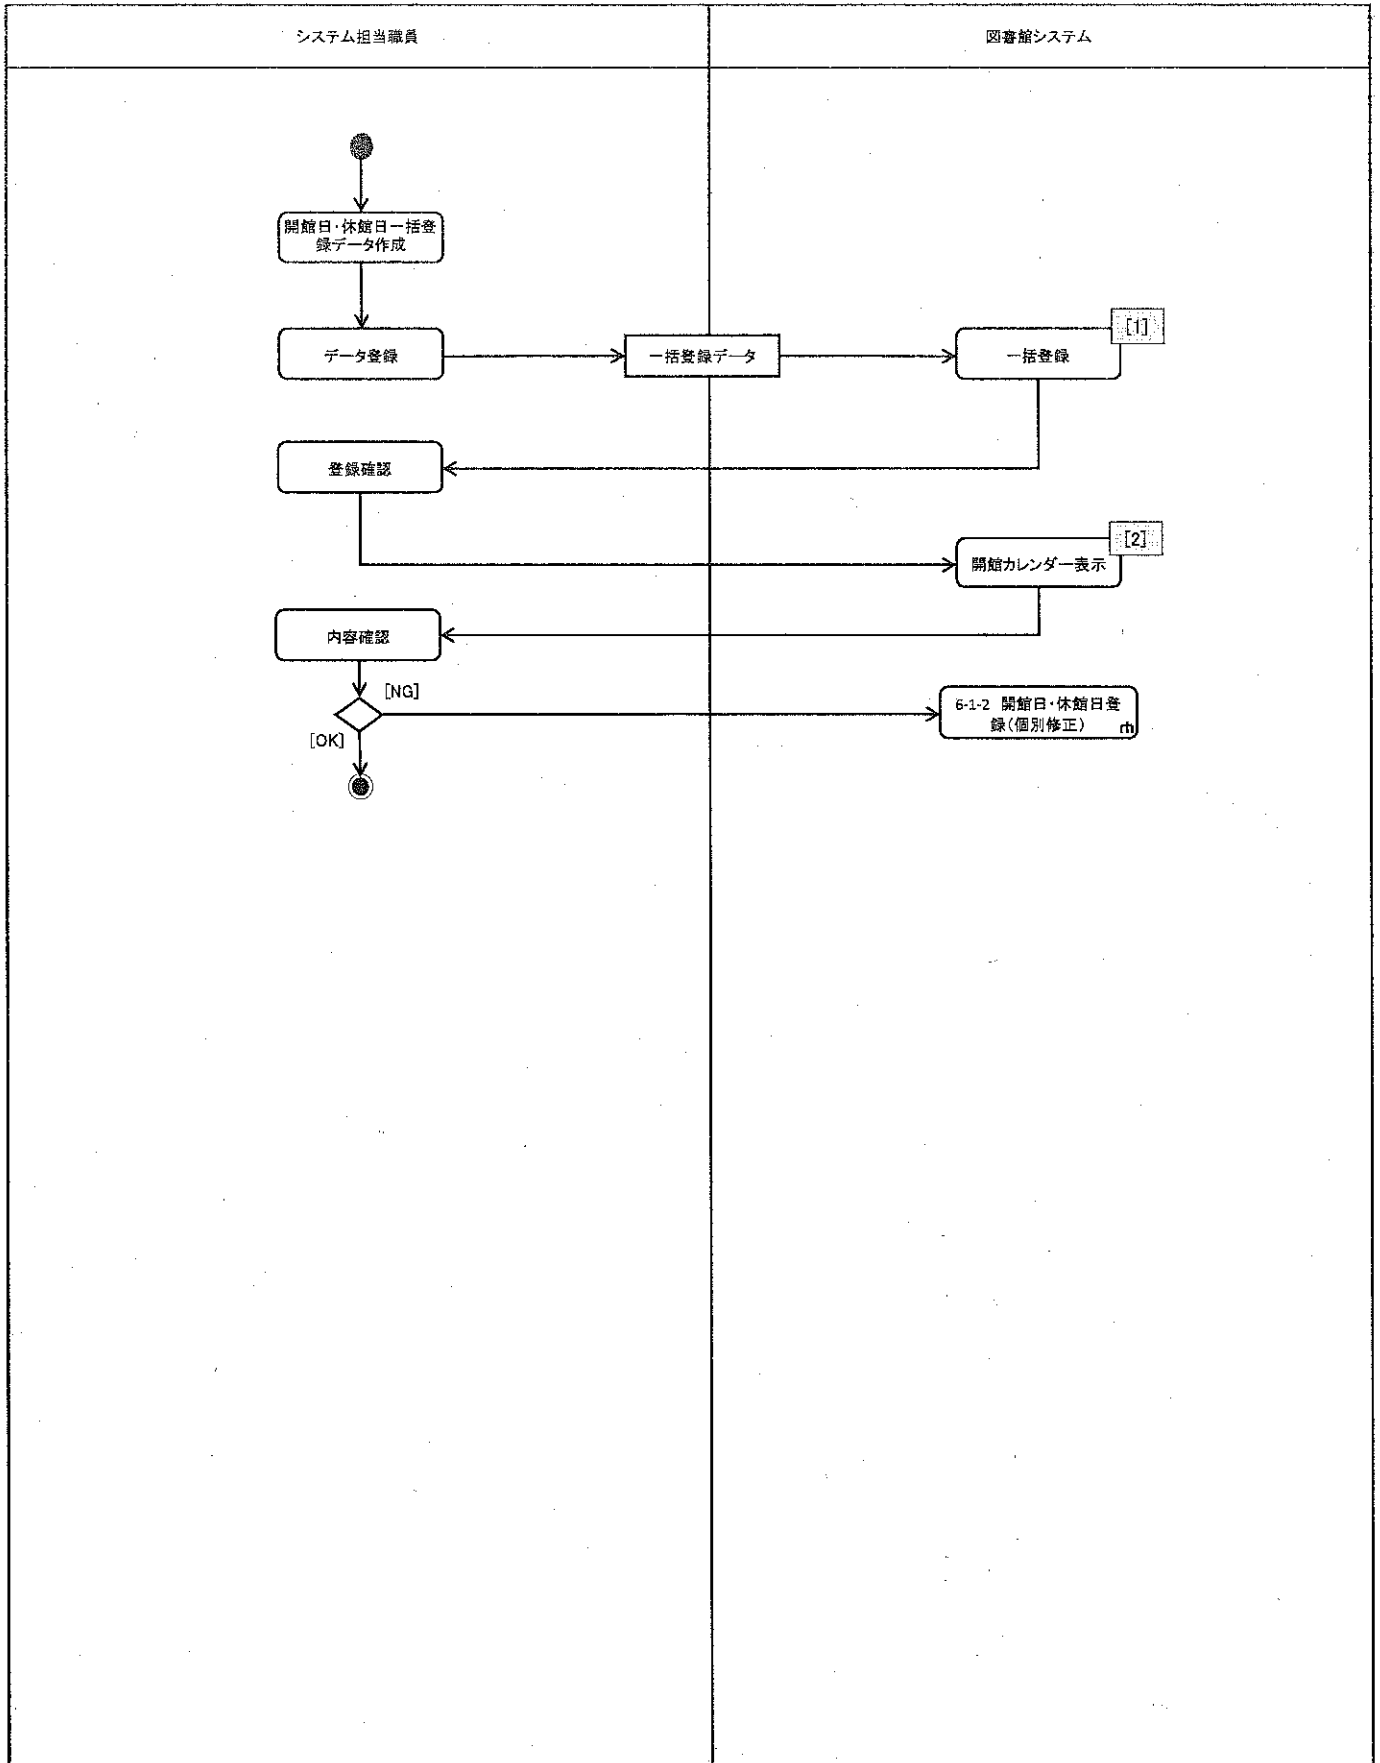 システム担当職員
図書館システム
開館日・休館日一括登
録データ作成
データ登録
一括登録データ
一括登録
[1]
登録確認
開館カレンダー表示
[2]
内容確認
[NG]
[OK]
6-1-2 開館日・休館日登
録(個別修正)